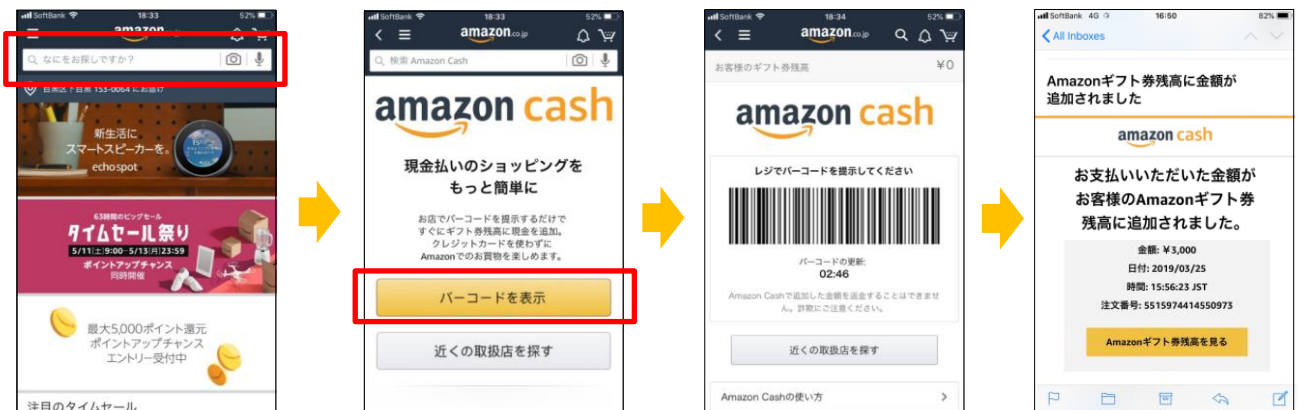 SoftBank 18:33 52%
amazon
なにをお探しですか?
目黒区下目黒 153-0064 にお届け
新生活に
スマートスピーカーを。
echo spot
63時間のビッグセール
タイムセール祭り
5/11(土)9:00-5/13(月)23:59
ポイントアップチャンス
同時開催
最大5,000ポイント還元
ポイントアップチャンス
エントリー受付中
注目のタイムセール
SoftBank 18:33 52%
amazon.co.jp
検索 Amazon Cash
amazon cash
現金払いのショッピングを
もっと簡単に
お店でバーコードを提示するだけで
すぐにギフト券残高に現金を追加。
クレジットカードを使わずに
Amazonでのお買物を楽しめます。
バーコードを表示
近くの取扱店を探す
SoftBank 18:34 52%
amazon.co.jp
お客様のギフト券残高 ¥0
amazon cash
レジでバーコードを提示してください
バーコードの更新:
02:46
Amazon Cashで追加した金額を返金することはできませ
ん。詐欺にご注意ください。
近くの取扱店を探す
Amazon Cashの使い方
SoftBank 4G 16:50 82%
All Inboxes
Amazonギフト券残高に金額が
追加されました
amazon cash
お支払いいただいた金額が
お客様のAmazonギフト券
残高に追加されました。
金額: ¥3,000
日付: 2019/03/25
時間: 15:56:23 JST
注文番号: 5515974414550973
Amazonギフト券残高を見る